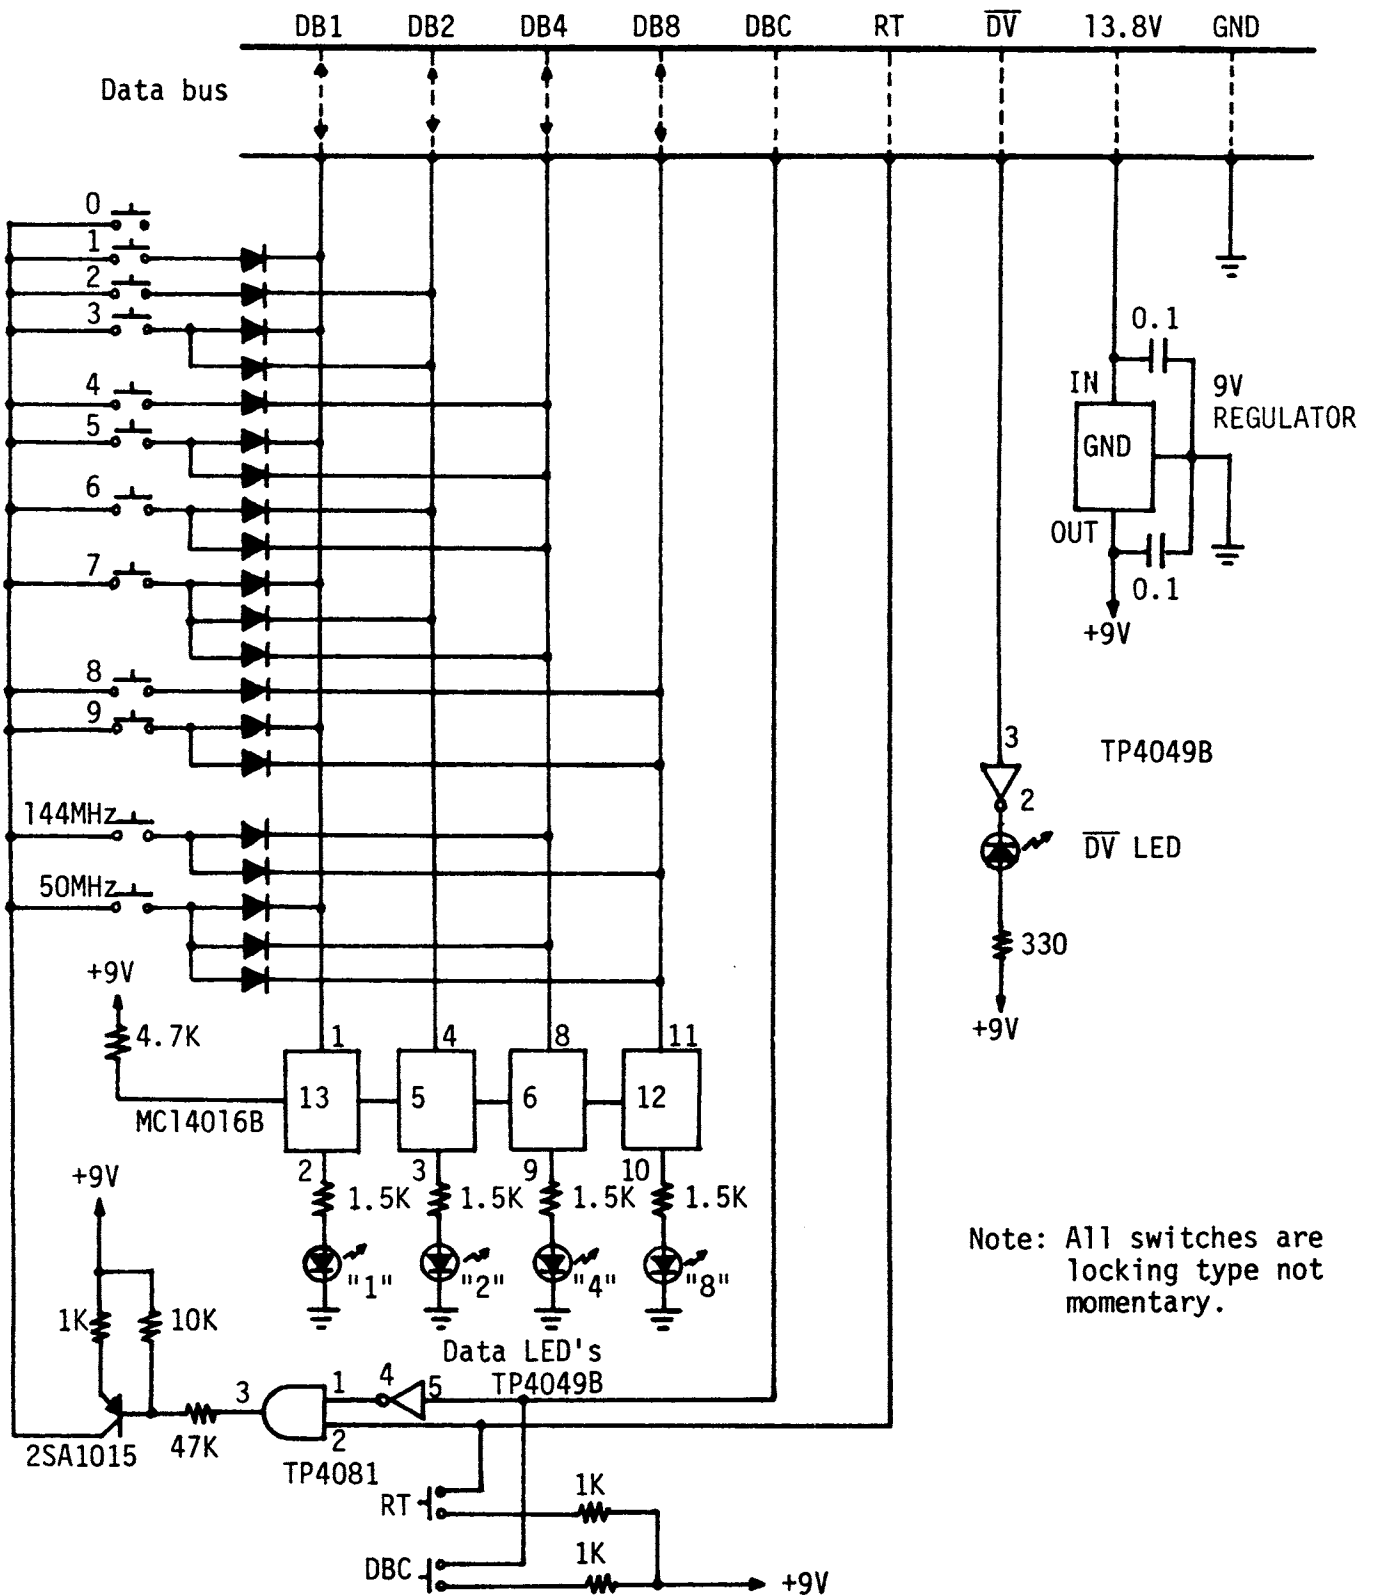 DB1 DB2 DB4 DB8 DBC RT DV 13.8V GND
Data bus
0
1
2
3
4
5
6
7
8
9
144MHz
50MHz
0.1
IN
9V
REGULATOR
GND
OUT
0.1
+9V
3
TP4049B
2
DV LED
330
+9V
+9V
4.7K
1 4 8 11
13 5 6 12
MC14016B
2 3 9 10
1.5K 1.5K 1.5K 1.5K
"1" "2" "4" "8"
Data LED's
+9V
1K 10K
3
47K
2SA1015
1 4 5
TP4049B
2
TP4081
RT
1K
DBC
1K
+9V
Note: All switches are
locking type not
momentary.